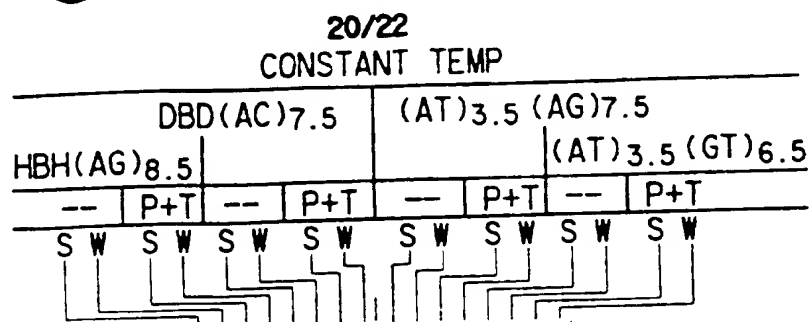 20/22
CONSTANT TEMP
DBD(AC)7.5 (AT)3.5(AG)7.5
HBH(AG)8.5 (AT)3.5(GT)6.5
-- P+T -- P+T -- P+T -- P+T
S W S W S W S W S W S W S W S W